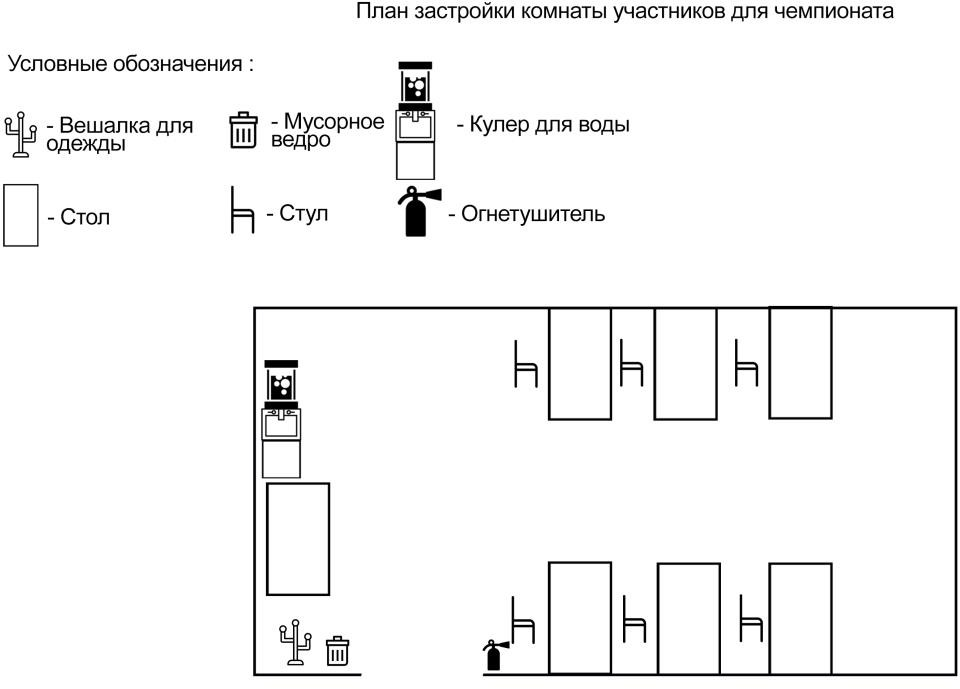 План застройки комнаты участников для чемпионата
Условные обозначения :
- Вешалка для
одежды
- Мусорное
ведро
- Кулер для воды
- Стол
- Стул
- Огнетушитель